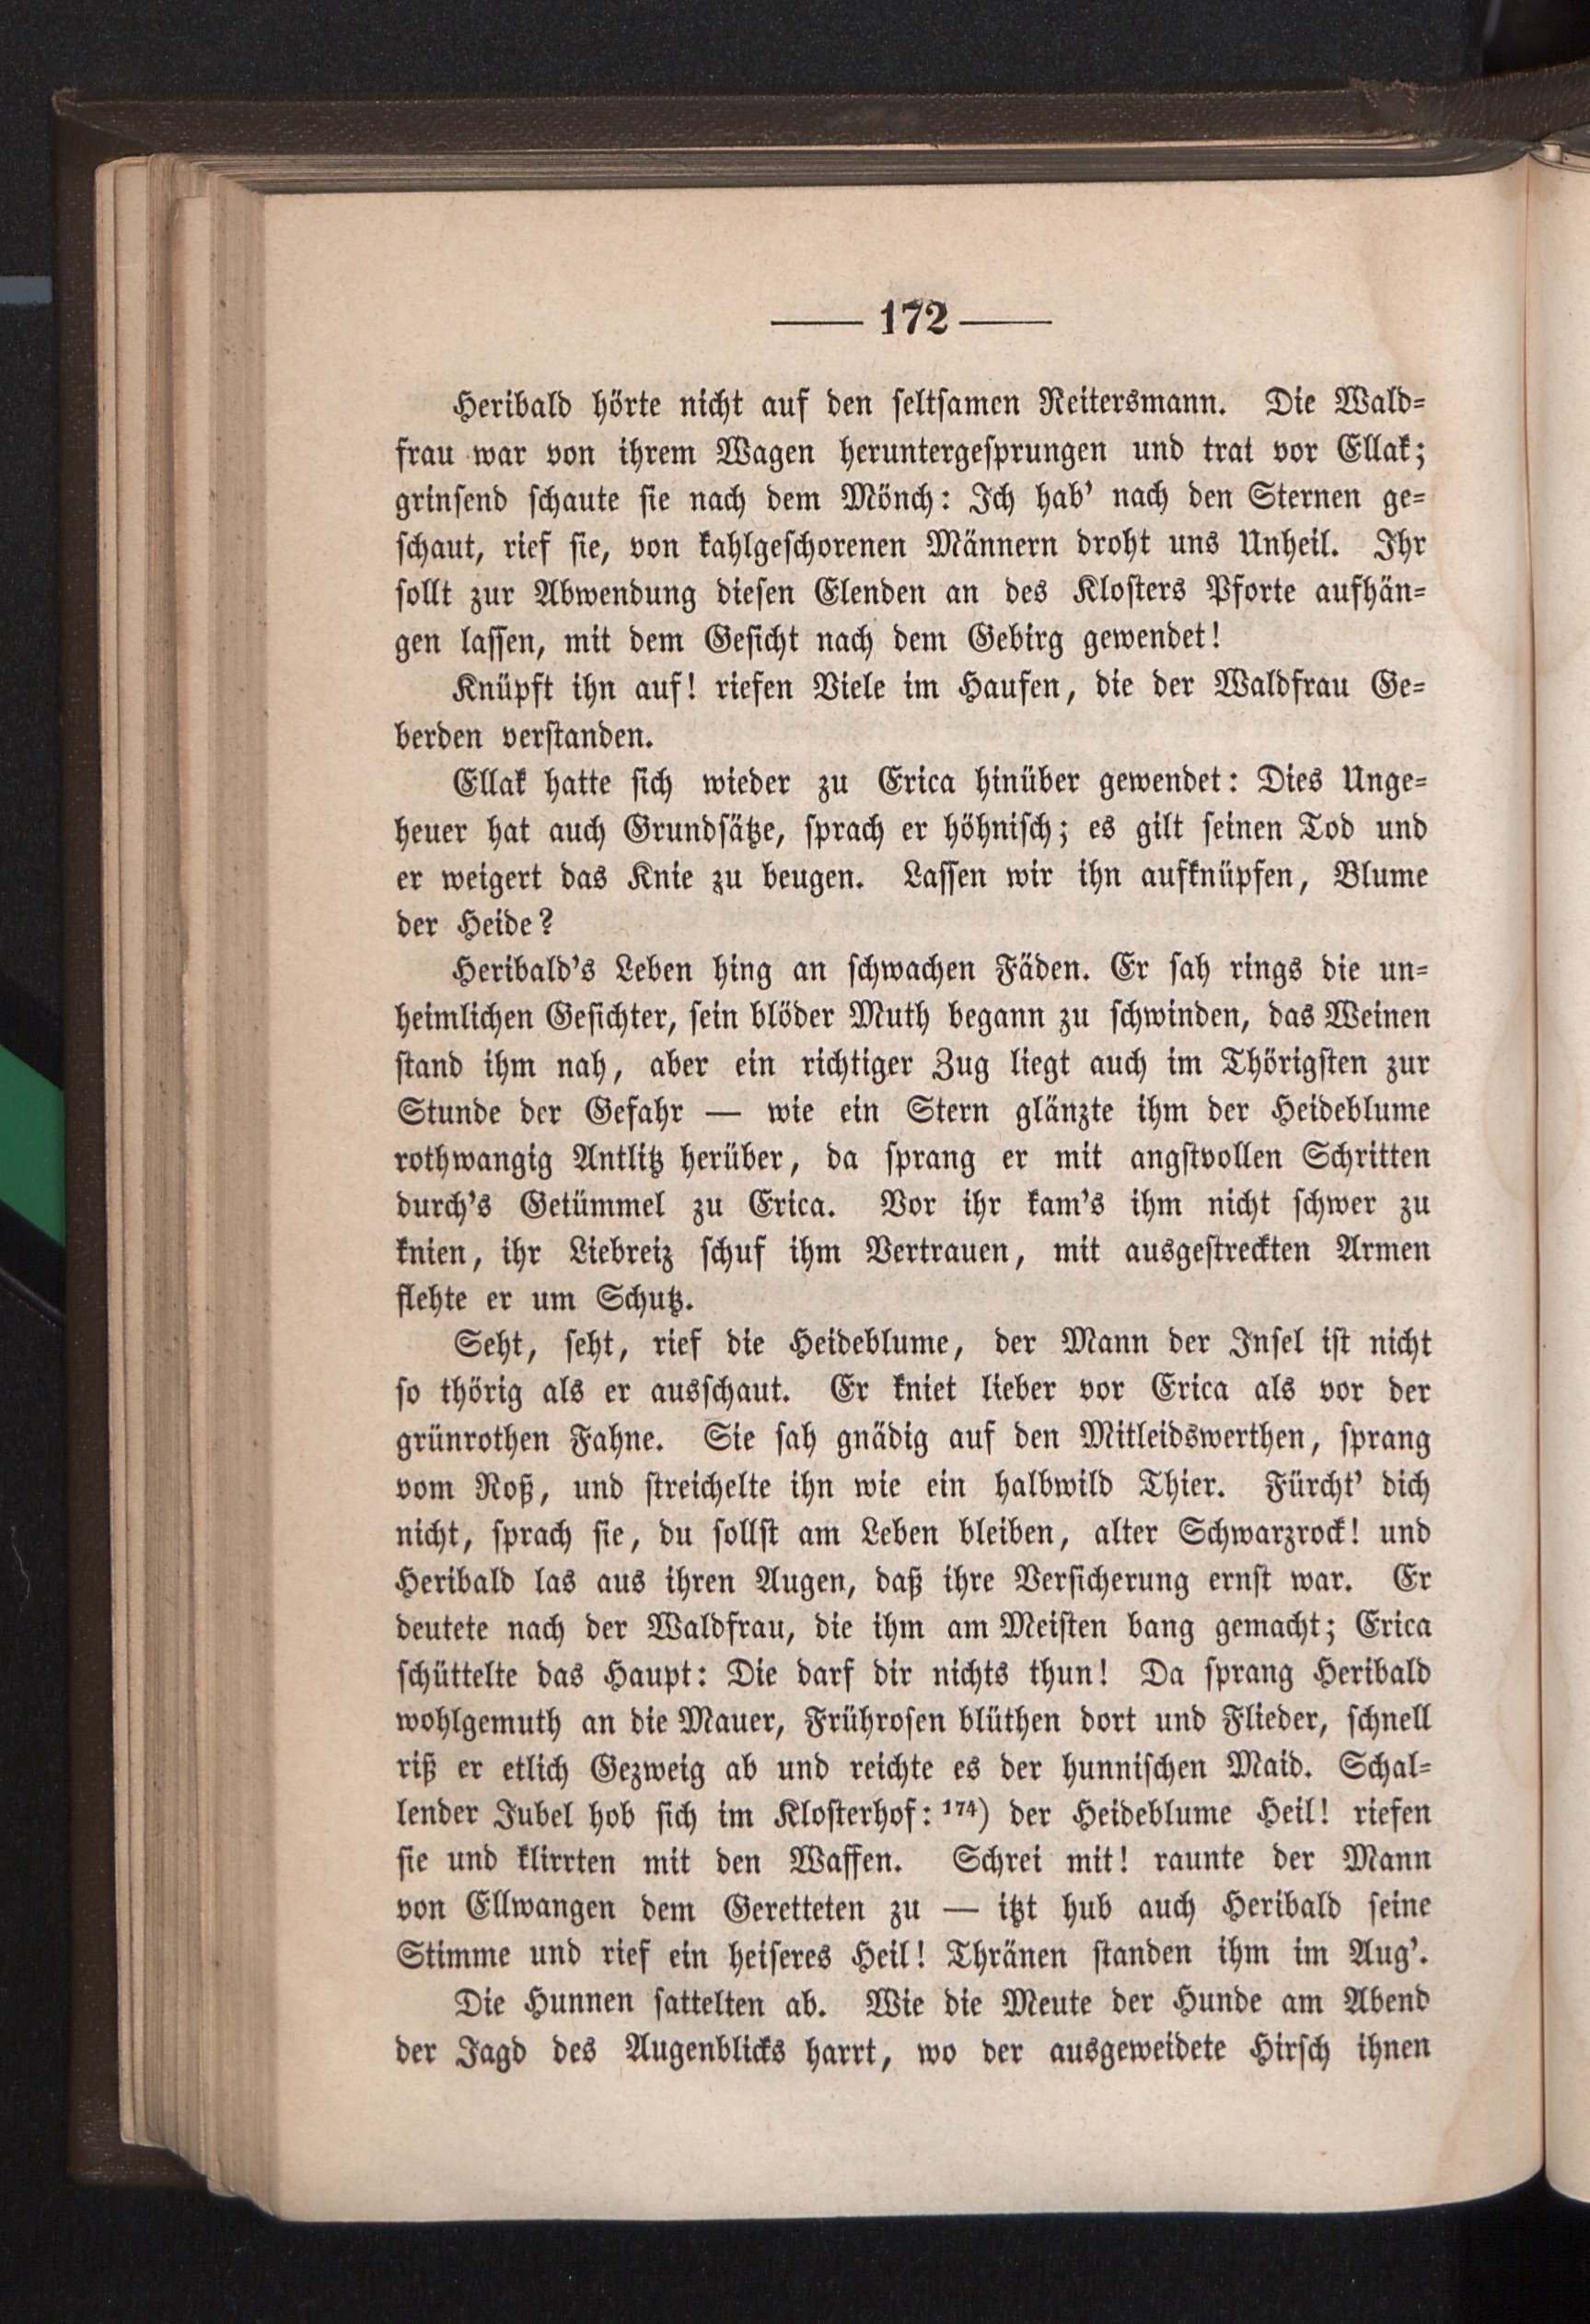 — 172 —
Heribald hörte nicht auf den seltsamen Reitersmann. Die Wald-
frau war von ihrem Wagen heruntergesprungen und trat vor Ellak;
grinsend schaute sie nach dem Mönch: Ich hab' nach den Sternen ge-
schaut, rief sie, von kahlgeschorenen Männern droht uns Unheil. Ihr
sollt zur Abwendung diesen Elenden an des Klosters Pforte aufhän-
gen lassen, mit dem Gesicht nach dem Gebirg gewendet!
Knüpft ihn auf! riefen Viele im Haufen, die der Waldfrau Ge-
berden verstanden.
Ellak hatte sich wieder zu Erica hinüber gewendet: Dies Unge-
heuer hat auch Grundsätze, sprach er höhnisch; es gilt seinen Tod und
er weigert das Knie zu beugen. Lassen wir ihn aufknüpfen, Blume
der Heide?
Heribald's Leben hing an schwachen Fäden. Er sah rings die un-
heimlichen Gesichter, sein blöder Muth begann zu schwinden, das Weinen
stand ihm nah, aber ein richtiger Zug liegt auch im Thörigsten zur
Stunde der Gefahr — wie ein Stern glänzte ihm der Heideblume
rothwangig Antlitz herüber, da sprang er mit angstvollen Schritten
durch's Getümmel zu Erica. Vor ihr kam's ihm nicht schwer zu
knien, ihr Liebreiz schuf ihm Vertrauen, mit ausgestreckten Armen
flehte er um Schutz.
Seht, seht, rief die Heideblume, der Mann der Insel ist nicht
so thörig als er ausschaut. Er kniet lieber vor Erica als vor der
grünrothen Fahne. Sie sah gnädig auf den Mitleidswerthen, sprang
vom Roß, und streichelte ihn wie ein halbwild Thier. Fürcht' dich
nicht, sprach sie, du sollst am Leben bleiben, alter Schwarzrock! und
Heribald las aus ihren Augen, daß ihre Versicherung ernst war. Er
deutete nach der Waldfrau, die ihm am Meisten bang gemacht; Erica
schüttelte das Haupt: Die darf dir nichts thun! Da sprang Heribald
wohlgemuth an die Mauer, Frührosen blüthen dort und Flieder, schnell
riß er etlich Gezweig ab und reichte es der hunnischen Maid. Schal-
lender Jubel hob sich im Klosterhof: ¹⁷⁴) der Heideblume Heil! riefen
sie und klirrten mit den Waffen. Schrei mit! raunte der Mann
von Ellwangen dem Geretteten zu — itzt hub auch Heribald seine
Stimme und rief ein heiseres Heil! Thränen standen ihm im Aug'.
Die Hunnen sattelten ab. Wie die Meute der Hunde am Abend
der Jagd des Augenblicks harrt, wo der ausgeweidete Hirsch ihnen